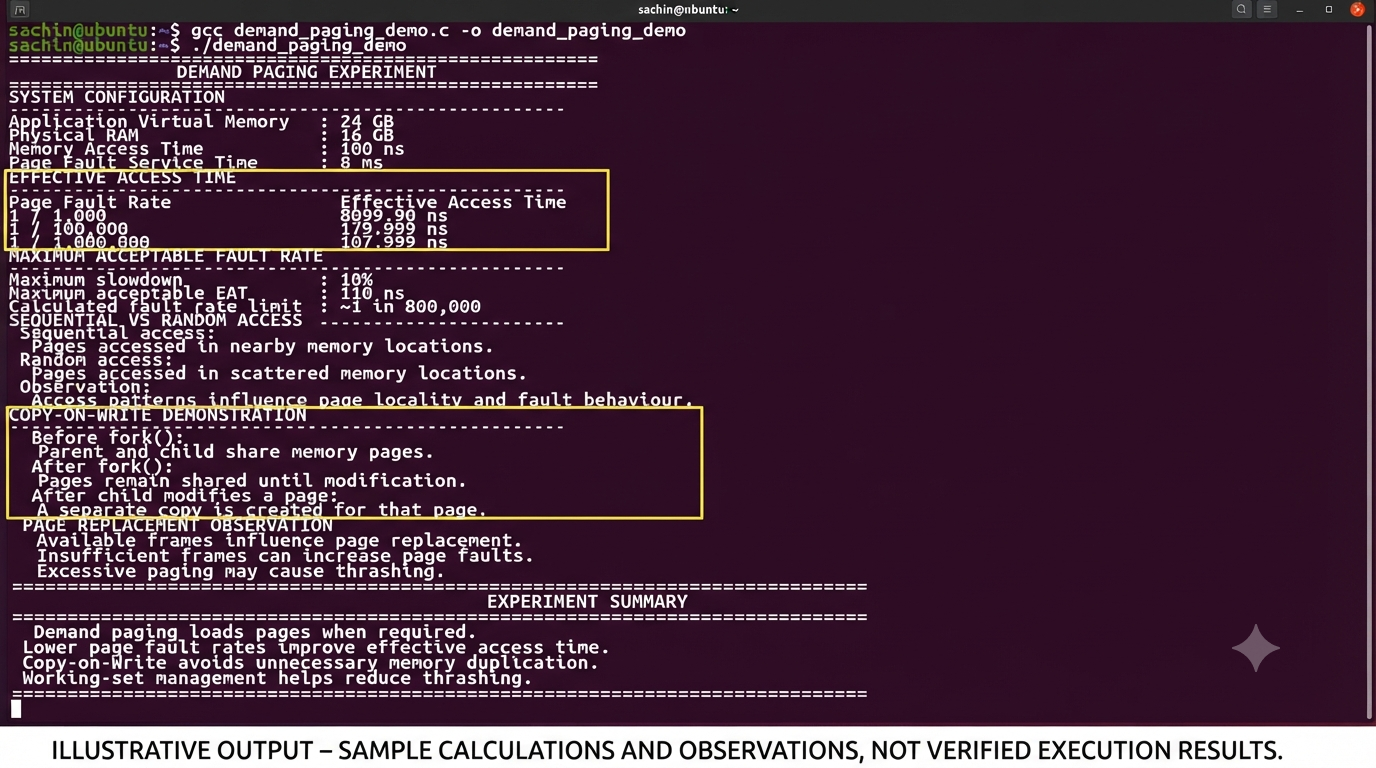 sachin@ubuntu: ~
sachin@ubuntu:~$ gcc demand_paging_demo.c -o demand_paging_demo
sachin@ubuntu:~$ ./demand_paging_demo
============================================================
DEMAND PAGING EXPERIMENT
============================================================
SYSTEM CONFIGURATION
------------------------------------------------------------
Application Virtual Memory : 24 GB
Physical RAM : 16 GB
Memory Access Time : 100 ns
Page Fault Service Time : 8 ms
EFFECTIVE ACCESS TIME
------------------------------------------------------------
Page Fault Rate Effective Access Time
1 / 1,000 8099.90 ns
1 / 100,000 179.999 ns
1 / 1,000,000 107.999 ns
MAXIMUM ACCEPTABLE FAULT RATE
------------------------------------------------------------
Maximum slowdown : 10%
Maximum acceptable EAT : 110 ns
Calculated fault rate limit : ~1 in 800,000
SEQUENTIAL VS RANDOM ACCESS ----------------------
Sequential access:
Pages accessed in nearby memory locations.
Random access:
Pages accessed in scattered memory locations.
Observation:
Access patterns influence page locality and fault behaviour.
COPY-ON-WRITE DEMONSTRATION
------------------------------------------------------------
Before fork():
Parent and child share memory pages.
After fork():
Pages remain shared until modification.
After child modifies a page:
A separate copy is created for that page.
PAGE REPLACEMENT OBSERVATION
Available frames influence page replacement.
Insufficient frames can increase page faults.
Excessive paging may cause thrashing.
============================================================
EXPERIMENT SUMMARY
============================================================
Demand paging loads pages when required.
Lower page fault rates improve effective access time.
Copy-on-Write avoids unnecessary memory duplication.
Working-set management helps reduce thrashing.
============================================================
ILLUSTRATIVE OUTPUT – SAMPLE CALCULATIONS AND OBSERVATIONS, NOT VERIFIED EXECUTION RESULTS.